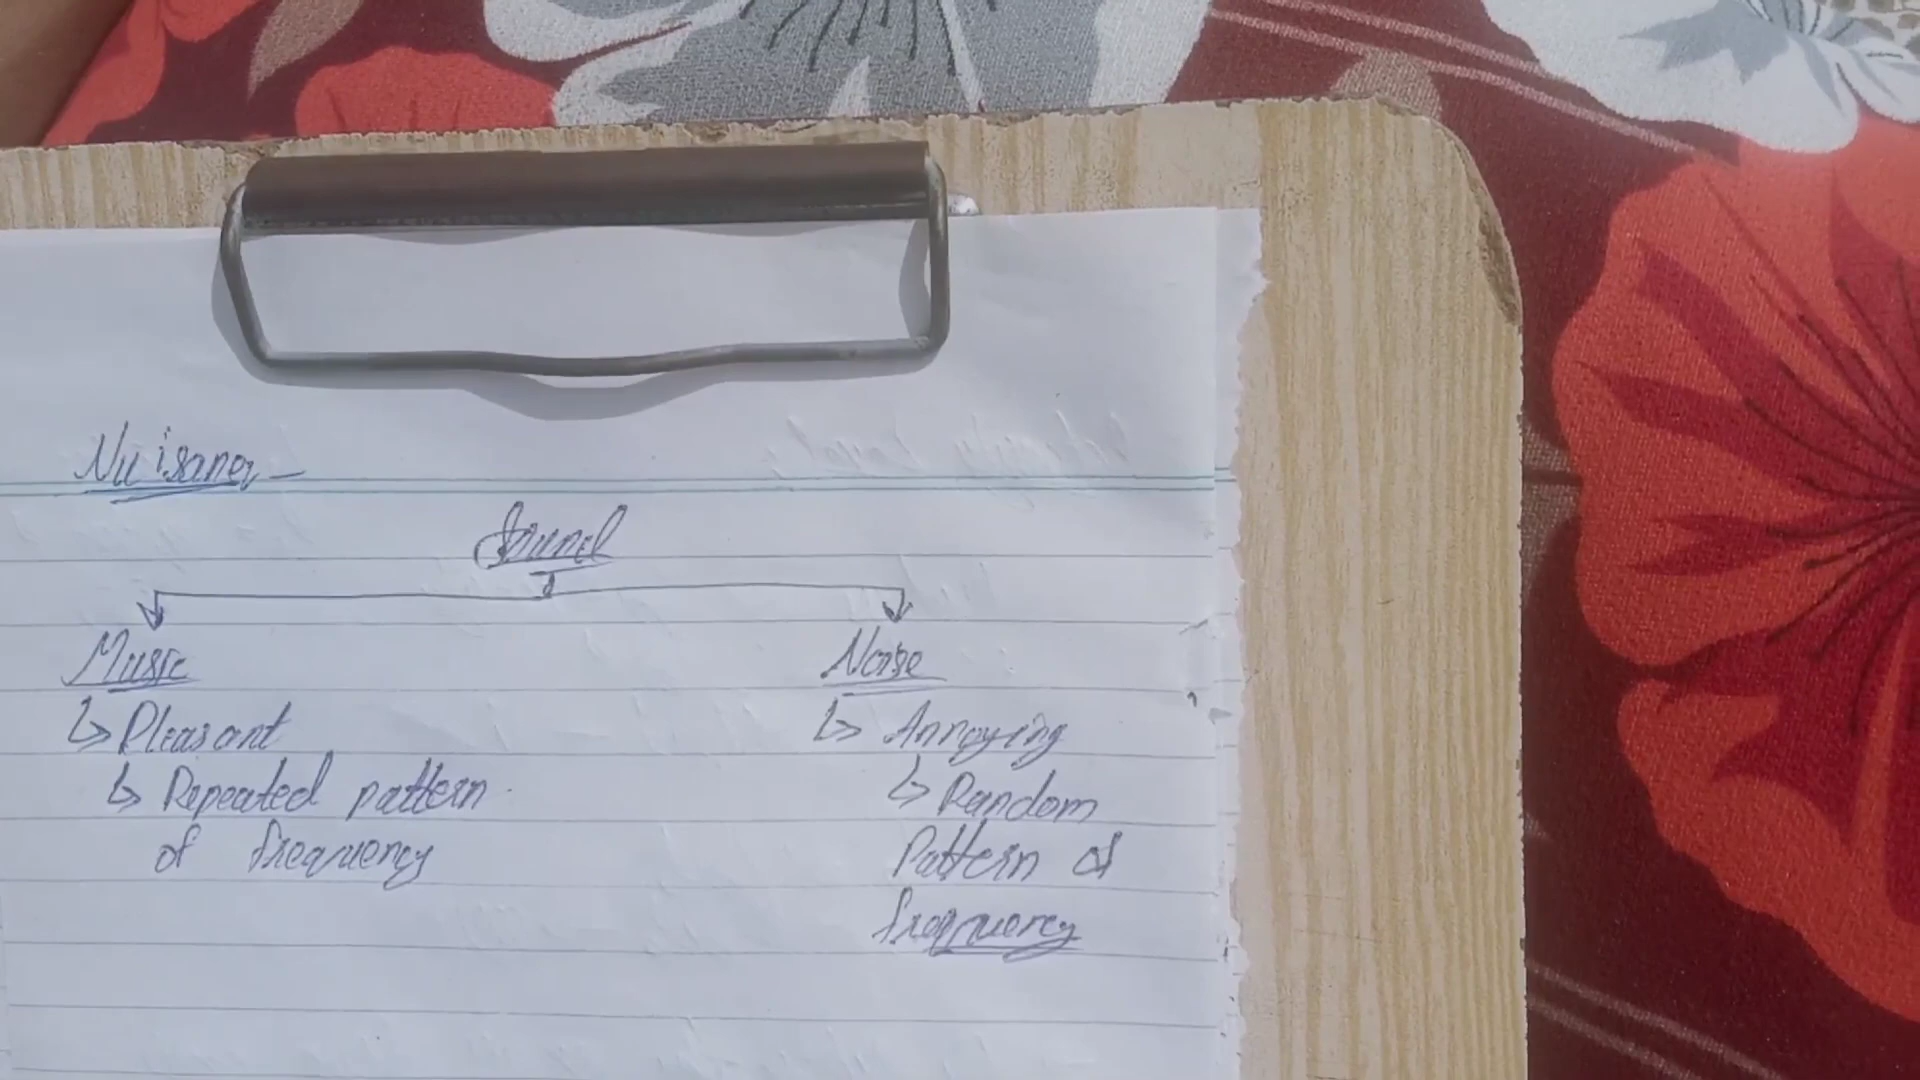 Nuisance
Sound
Music
Noise
↳ Pleasant
↳ Annoying
↳ Repeated pattern
↳ Random
of frequency
Pattern of
frequency